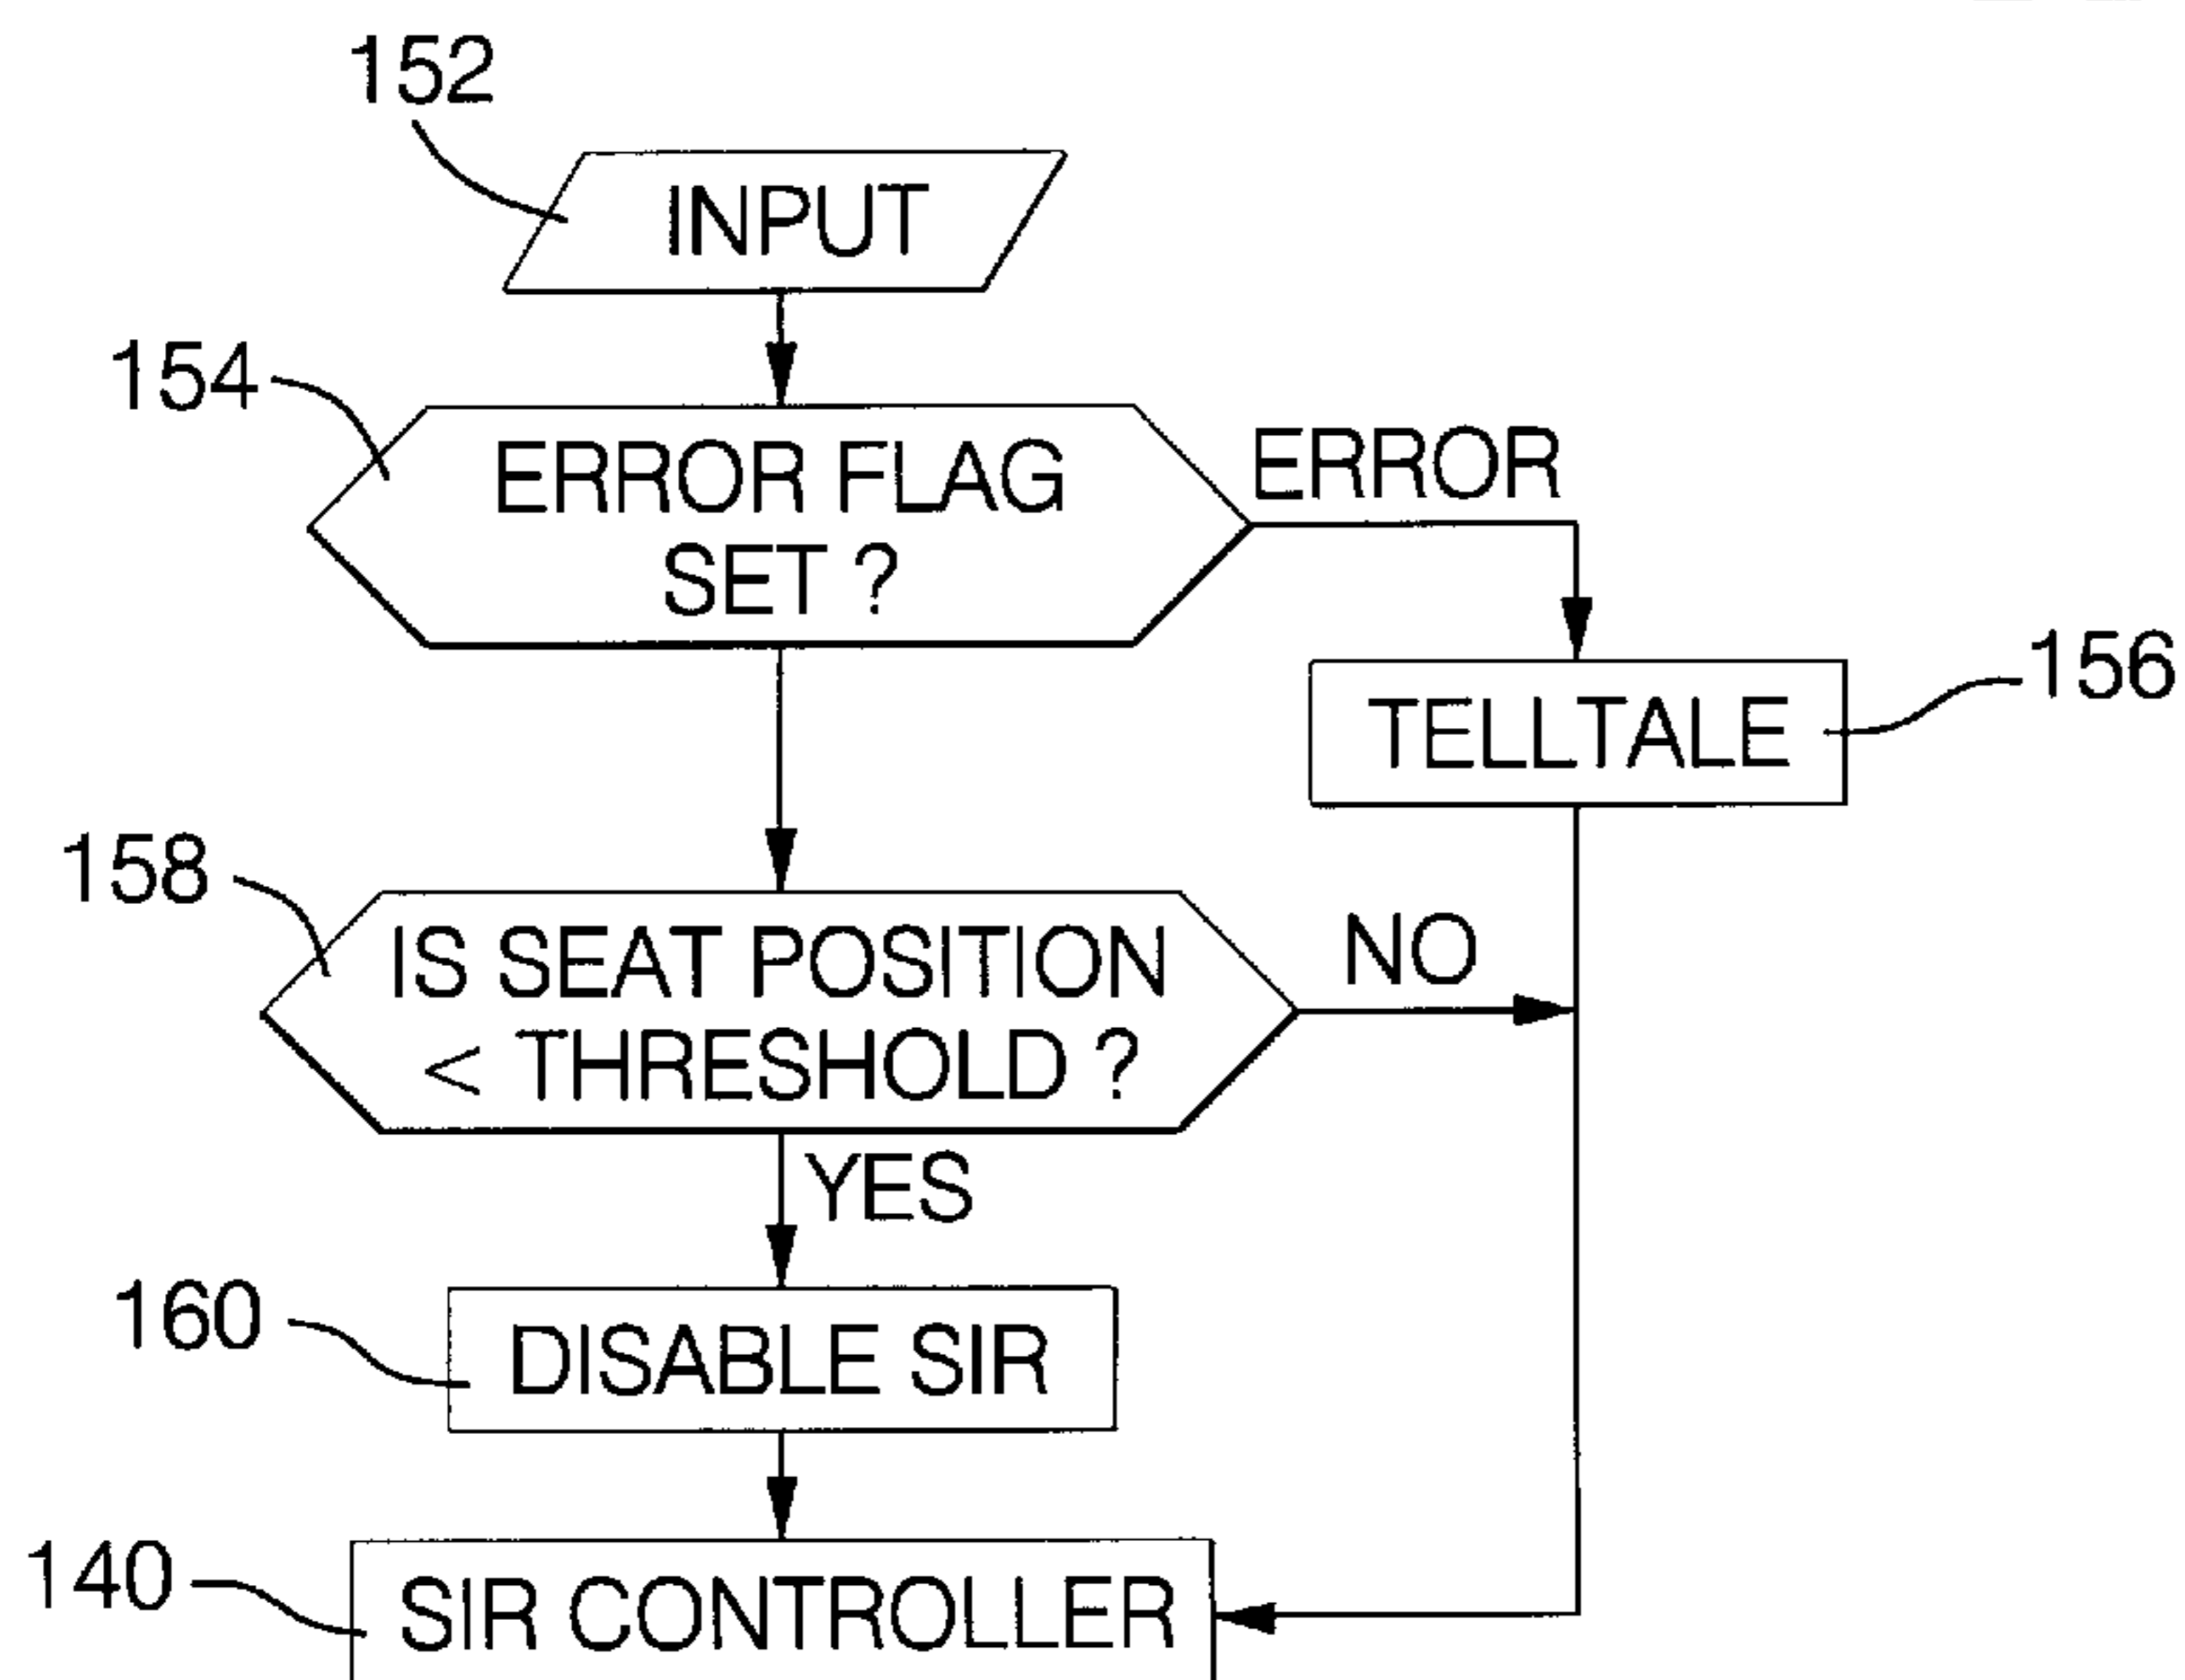 152
INPUT
154
ERROR FLAG
SET ?
ERROR
TELLTALE
156
158
IS SEAT POSITION
< THRESHOLD ?
NO
YES
160
DISABLE SIR
140
SIR CONTROLLER